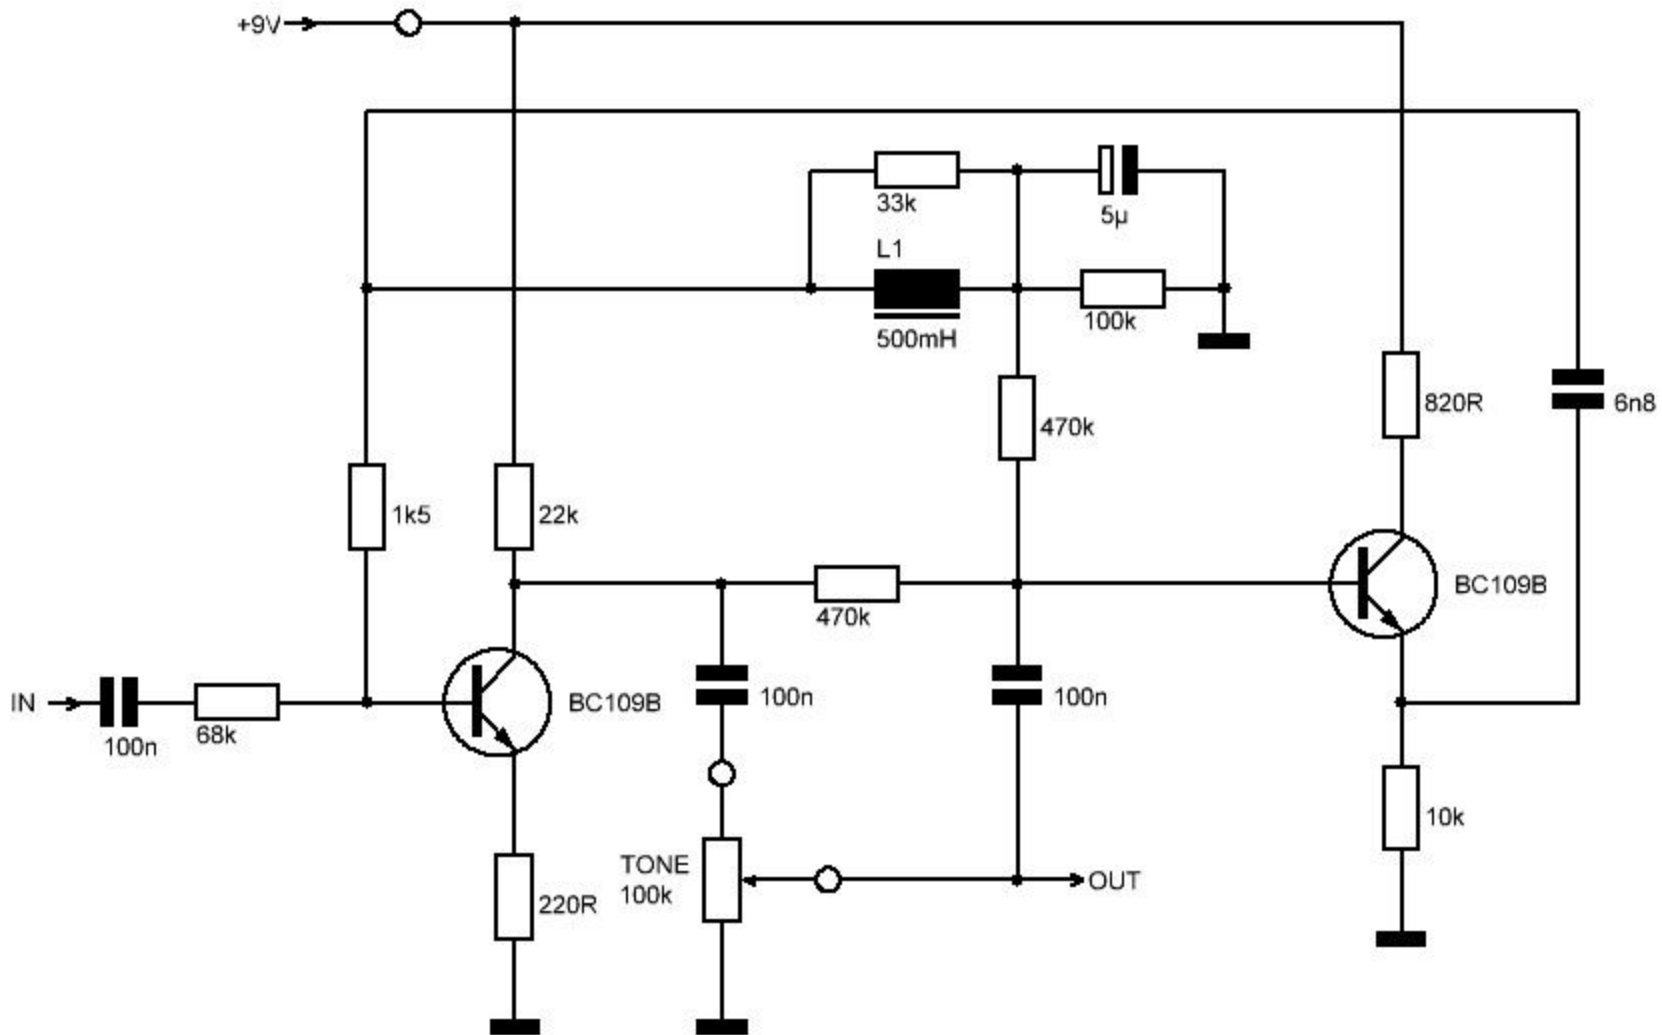 +9V
33k
5µ
L1
100k
500mH
820R
6n8
470k
1k5
22k
BC109B
470k
BC109B
100n
100n
IN
68k
100n
10k
TONE
100k
OUT
220R